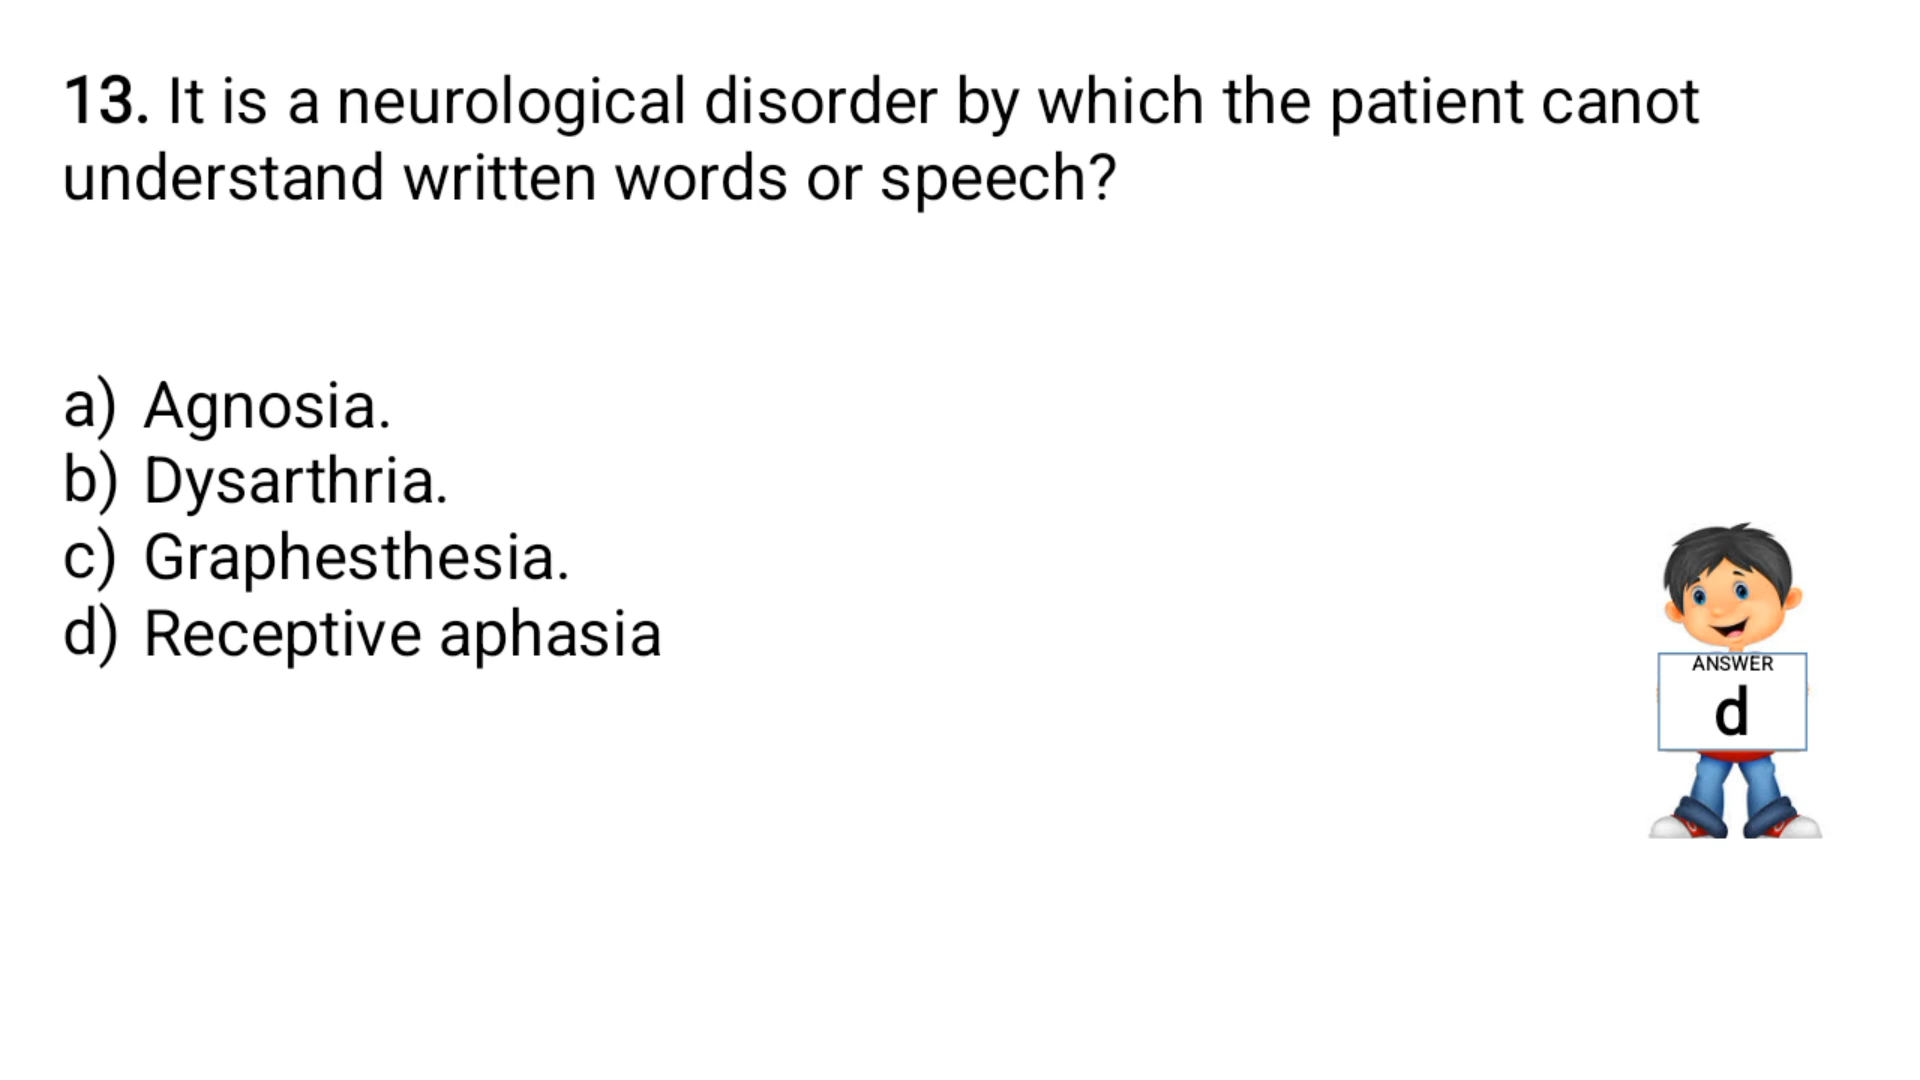 13. It is a neurological disorder by which the patient canot
understand written words or speech?
a) Agnosia.
b) Dysarthria.
c) Graphesthesia.
d) Receptive aphasia
ANSWER
d